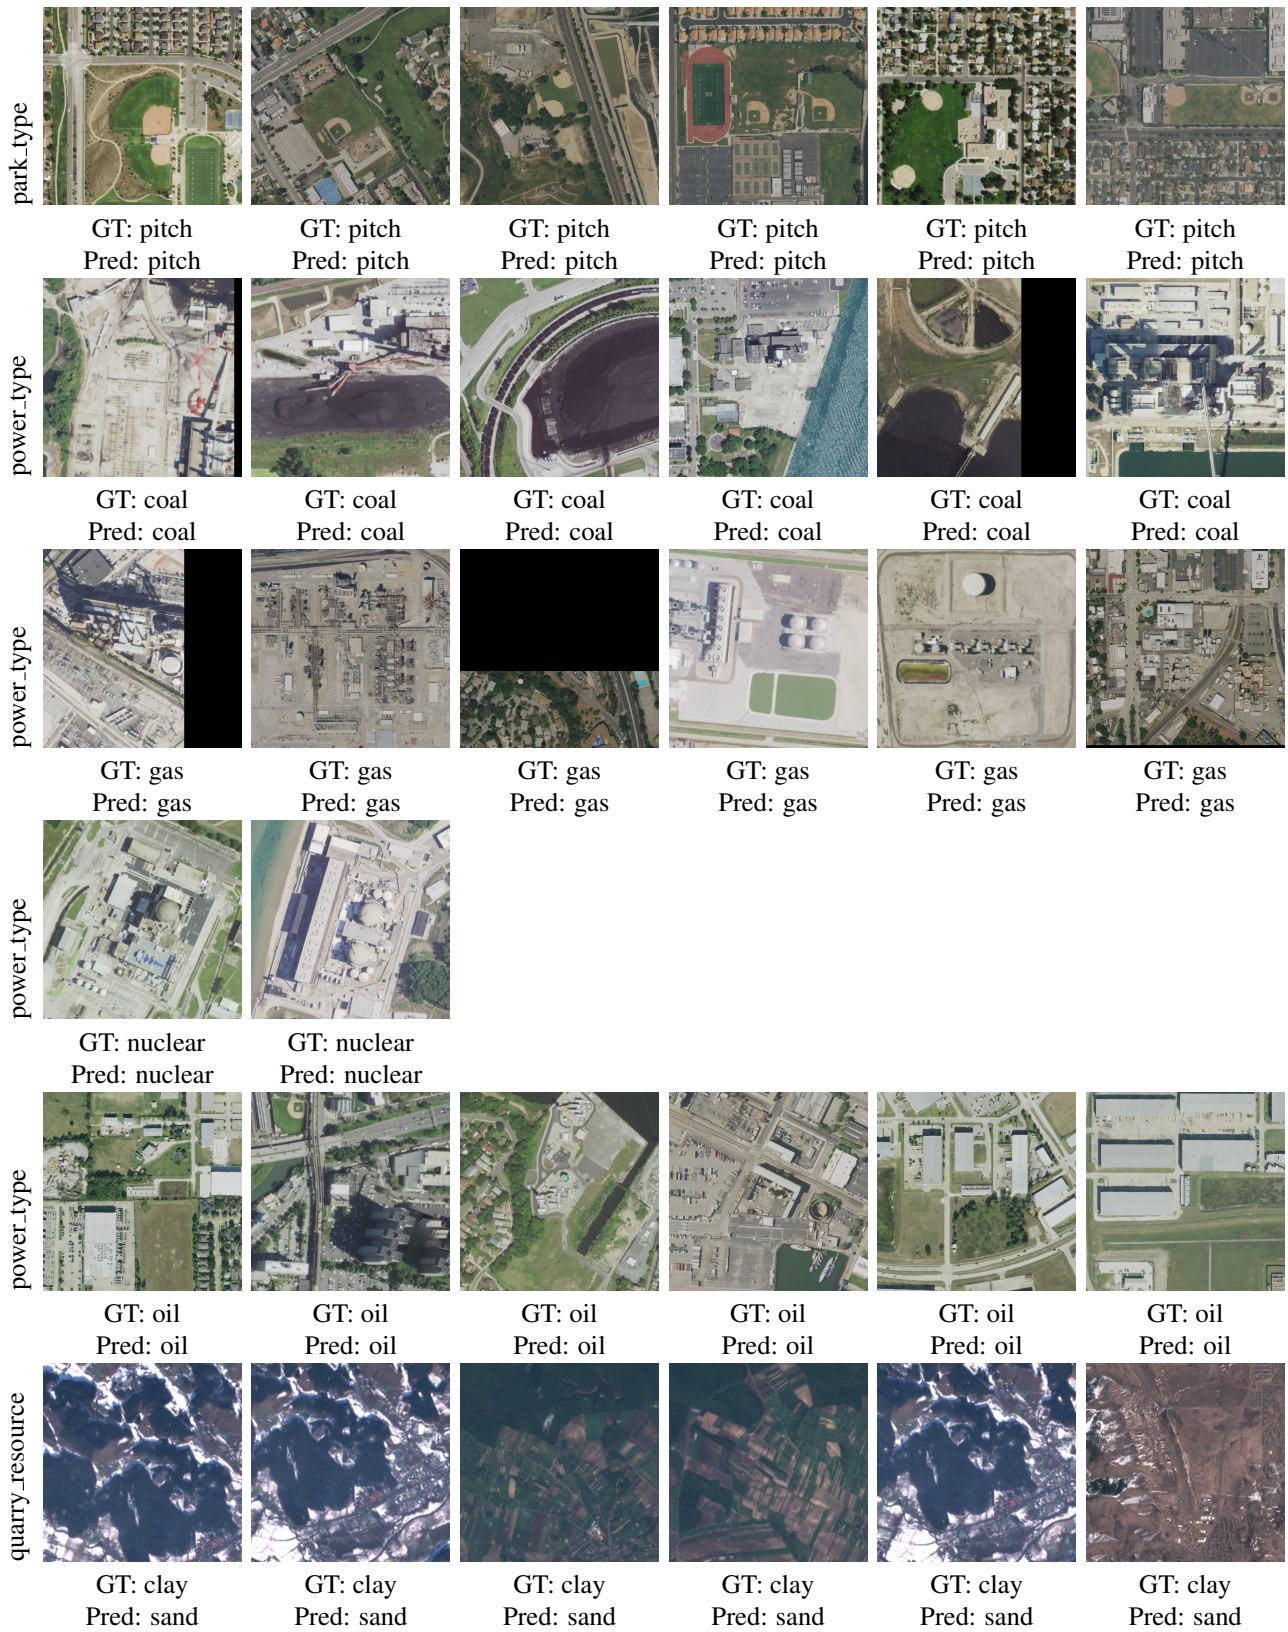 park_type
GT: pitch GT: pitch GT: pitch GT: pitch GT: pitch GT: pitch
Pred: pitch Pred: pitch Pred: pitch Pred: pitch Pred: pitch Pred: pitch
power_type
GT: coal GT: coal GT: coal GT: coal GT: coal GT: coal
Pred: coal Pred: coal Pred: coal Pred: coal Pred: coal Pred: coal
power_type
GT: gas GT: gas GT: gas GT: gas GT: gas GT: gas
Pred: gas Pred: gas Pred: gas Pred: gas Pred: gas Pred: gas
power_type
GT: nuclear GT: nuclear
Pred: nuclear Pred: nuclear
power_type
GT: oil GT: oil GT: oil GT: oil GT: oil GT: oil
Pred: oil Pred: oil Pred: oil Pred: oil Pred: oil Pred: oil
quarry_resource
GT: clay GT: clay GT: clay GT: clay GT: clay GT: clay
Pred: sand Pred: sand Pred: sand Pred: sand Pred: sand Pred: sand